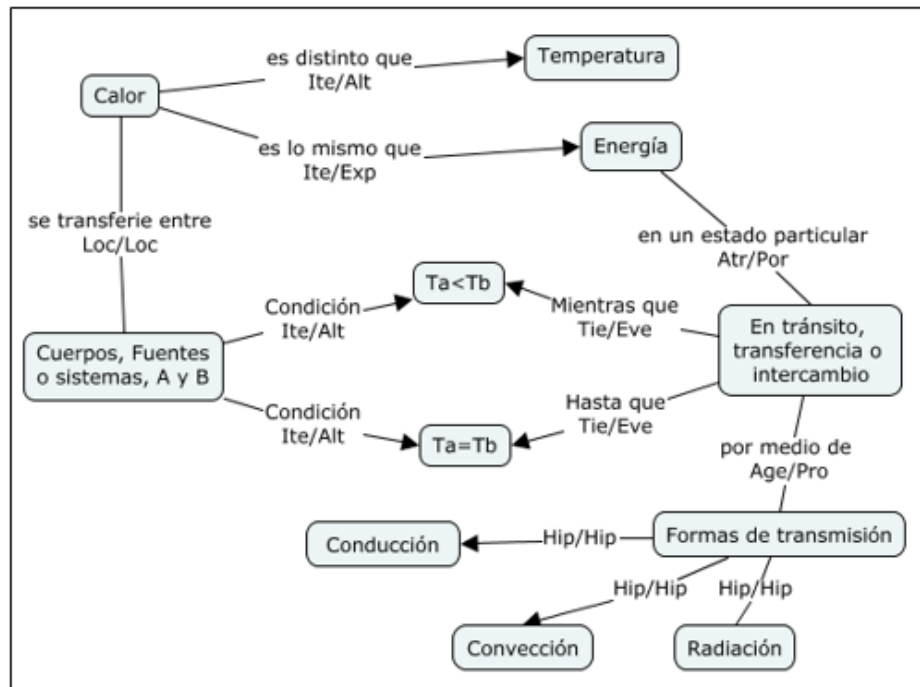 es distinto que
Ite/Alt
Temperatura
Calor
es lo mismo que
Ite/Exp
Energía
se transferie entre
Loc/Loc
en un estado particular
Atr/Por
Ta<Tb
Condición
Ite/Alt
Mientras que
Tie/Eve
Cuerpos, Fuentes
o sistemas, A y B
En tránsito,
transferencia o
intercambio
Condición
Ite/Alt
Hasta que
Tie/Eve
Ta=Tb
por medio de
Age/Pro
Formas de transmisión
Hip/Hip
Conducción
Hip/Hip
Hip/Hip
Convección
Radiación